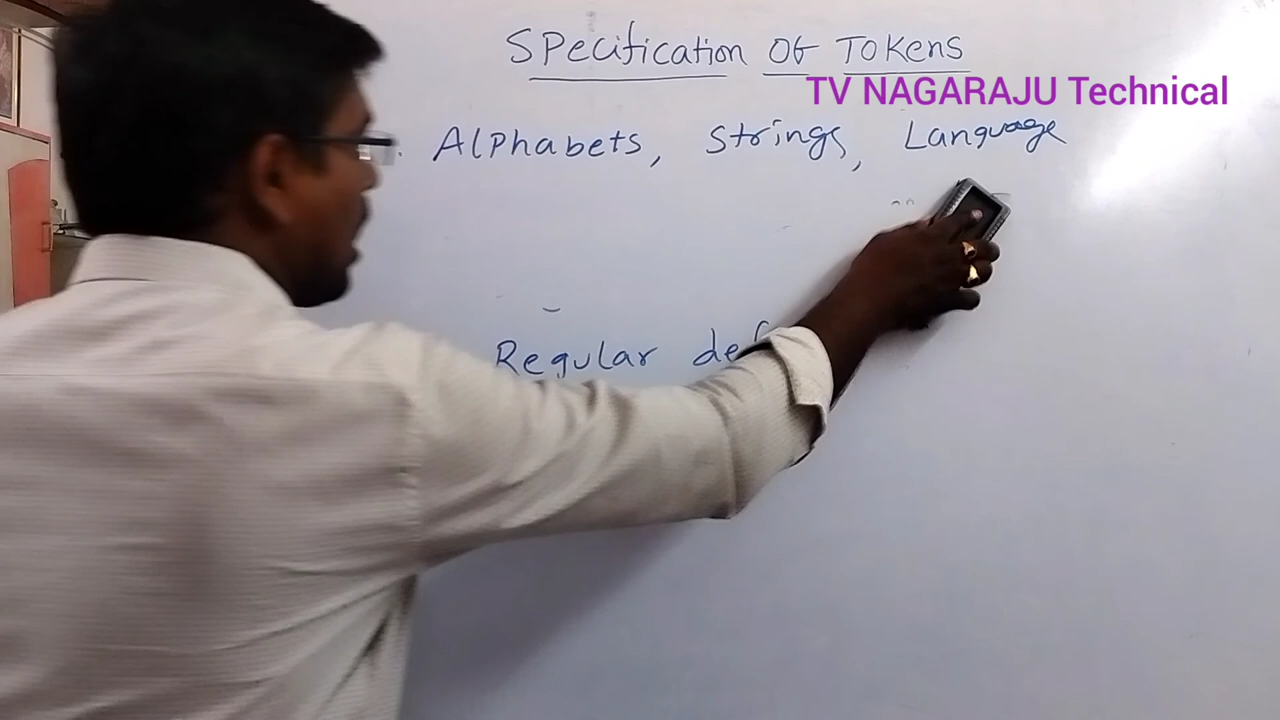 SPecification OF TOKENS
TV NAGARAJU Technical
Alphabets, Strings, Language
Regular def